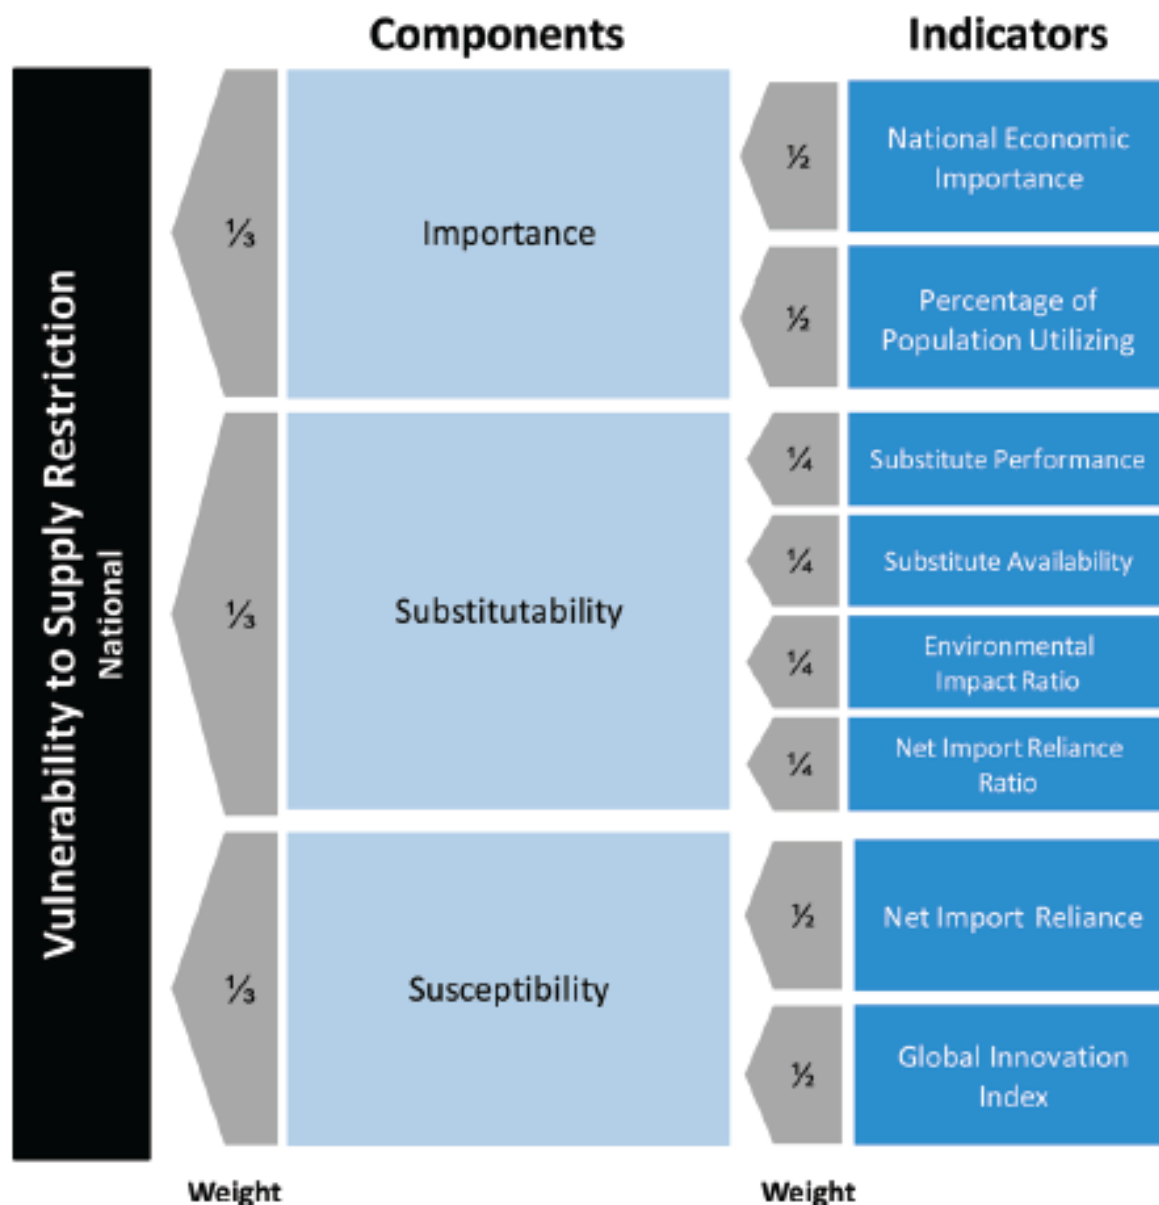 Components
Indicators
Vulnerability to Supply Restriction
National
⅓
Importance
½
National Economic
Importance
½
Percentage of
Population Utilizing
⅓
Substitutability
¼
Substitute Performance
¼
Substitute Availability
¼
Environmental
Impact Ratio
¼
Net Import Reliance
Ratio
⅓
Susceptibility
½
Net Import Reliance
½
Global Innovation
Index
Weight
Weight